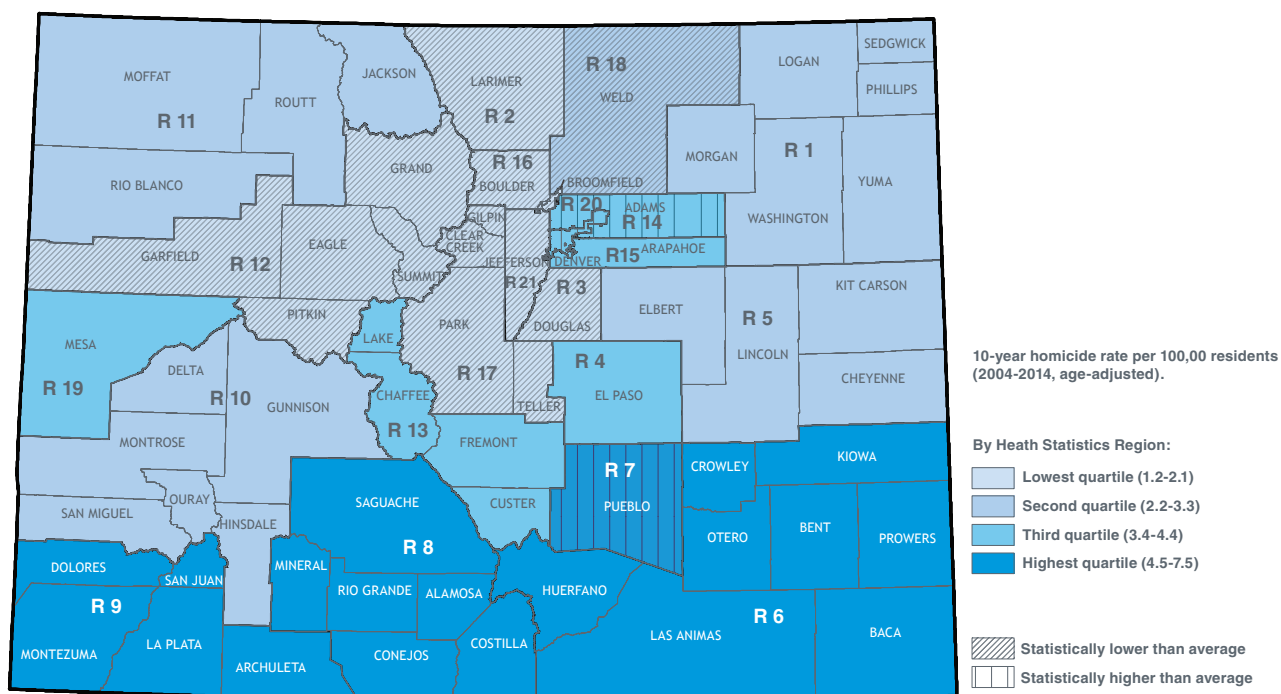 SEDGWICK
LOGAN
JACKSON
MOFFAT
LARIMER
R 18
WELD
PHILLIPS
ROUTT
R 11
R 2
R 1
MORGAN
R 16
GRAND
BOULDER
BROOMFIELD
YUMA
RIO BLANCO
R 20
ADAMS
R 14
WASHINGTON
GILPIN
CLEAR
CREEK
EAGLE
GARFIELD
R 12
SUMMIT
JEFFERSON
DENVER
R15
ARAPAHOE
R 21
R 3
KIT CARSON
PITKIN
PARK
DOUGLAS
ELBERT
R 5
LINCOLN
MESA
LAKE
R 4
R 19
DELTA
R 10
GUNNISON
CHAFFEE
R 17
TELLER
EL PASO
CHEYENNE
R 13
MONTROSE
FREMONT
R 7
CROWLEY
KIOWA
OURAY
SAGUACHE
CUSTER
PUEBLO
SAN MIGUEL
HINSDALE
OTERO
BENT
PROWERS
R 8
DOLORES
SAN JUAN
MINERAL
RIO GRANDE
ALAMOSA
HUERFANO
R 9
R 6
MONTEZUMA
LA PLATA
ARCHULETA
CONEJOS
COSTILLA
LAS ANIMAS
BACA
10-year homicide rate per 100,00 residents
(2004-2014, age-adjusted).
By Heath Statistics Region:
Lowest quartile (1.2-2.1)
Second quartile (2.2-3.3)
Third quartile (3.4-4.4)
Highest quartile (4.5-7.5)
Statistically lower than average
Statistically higher than average